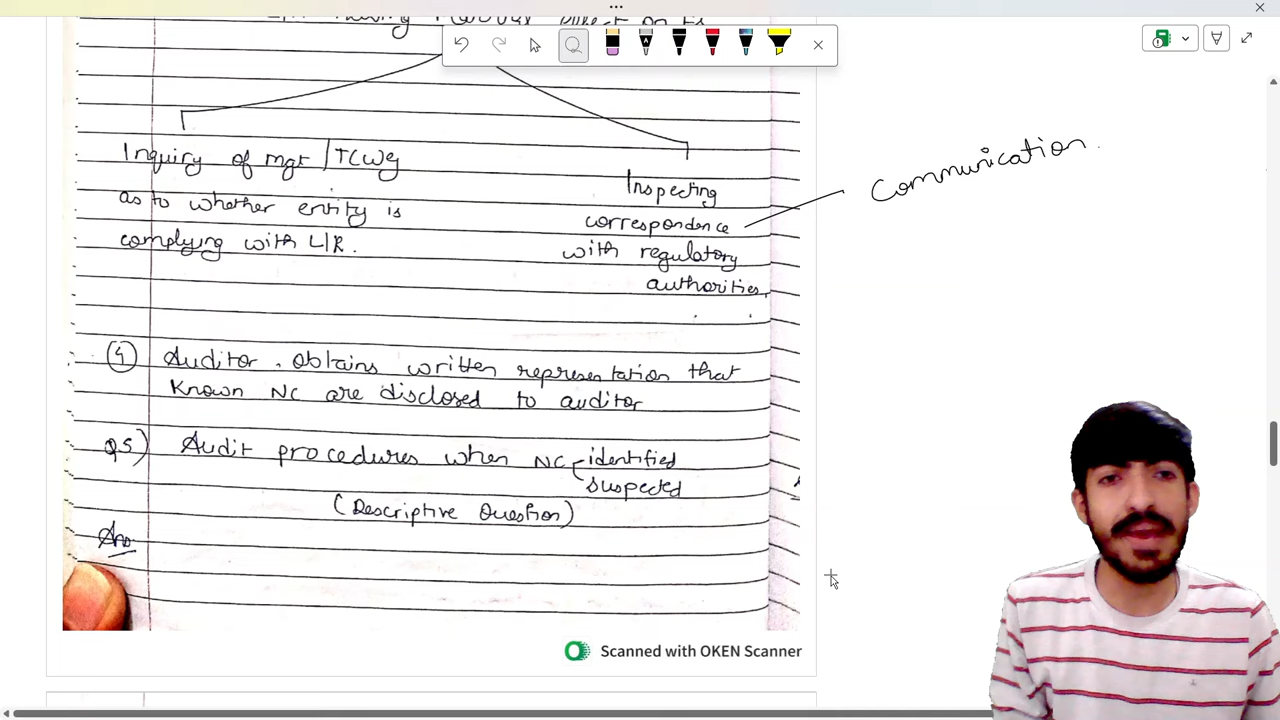 Inquiry of mgt / TCWG
as to whether entity is
complying with L/R.
Inspecting
correspondence
with regulatory
authorities.
Communication
4 Auditor obtains written representation that
Known NC are disclosed to auditor
Q5) Audit procedures when NC identified
suspected
(Descriptive Question)
Ans
Scanned with OKEN Scanner